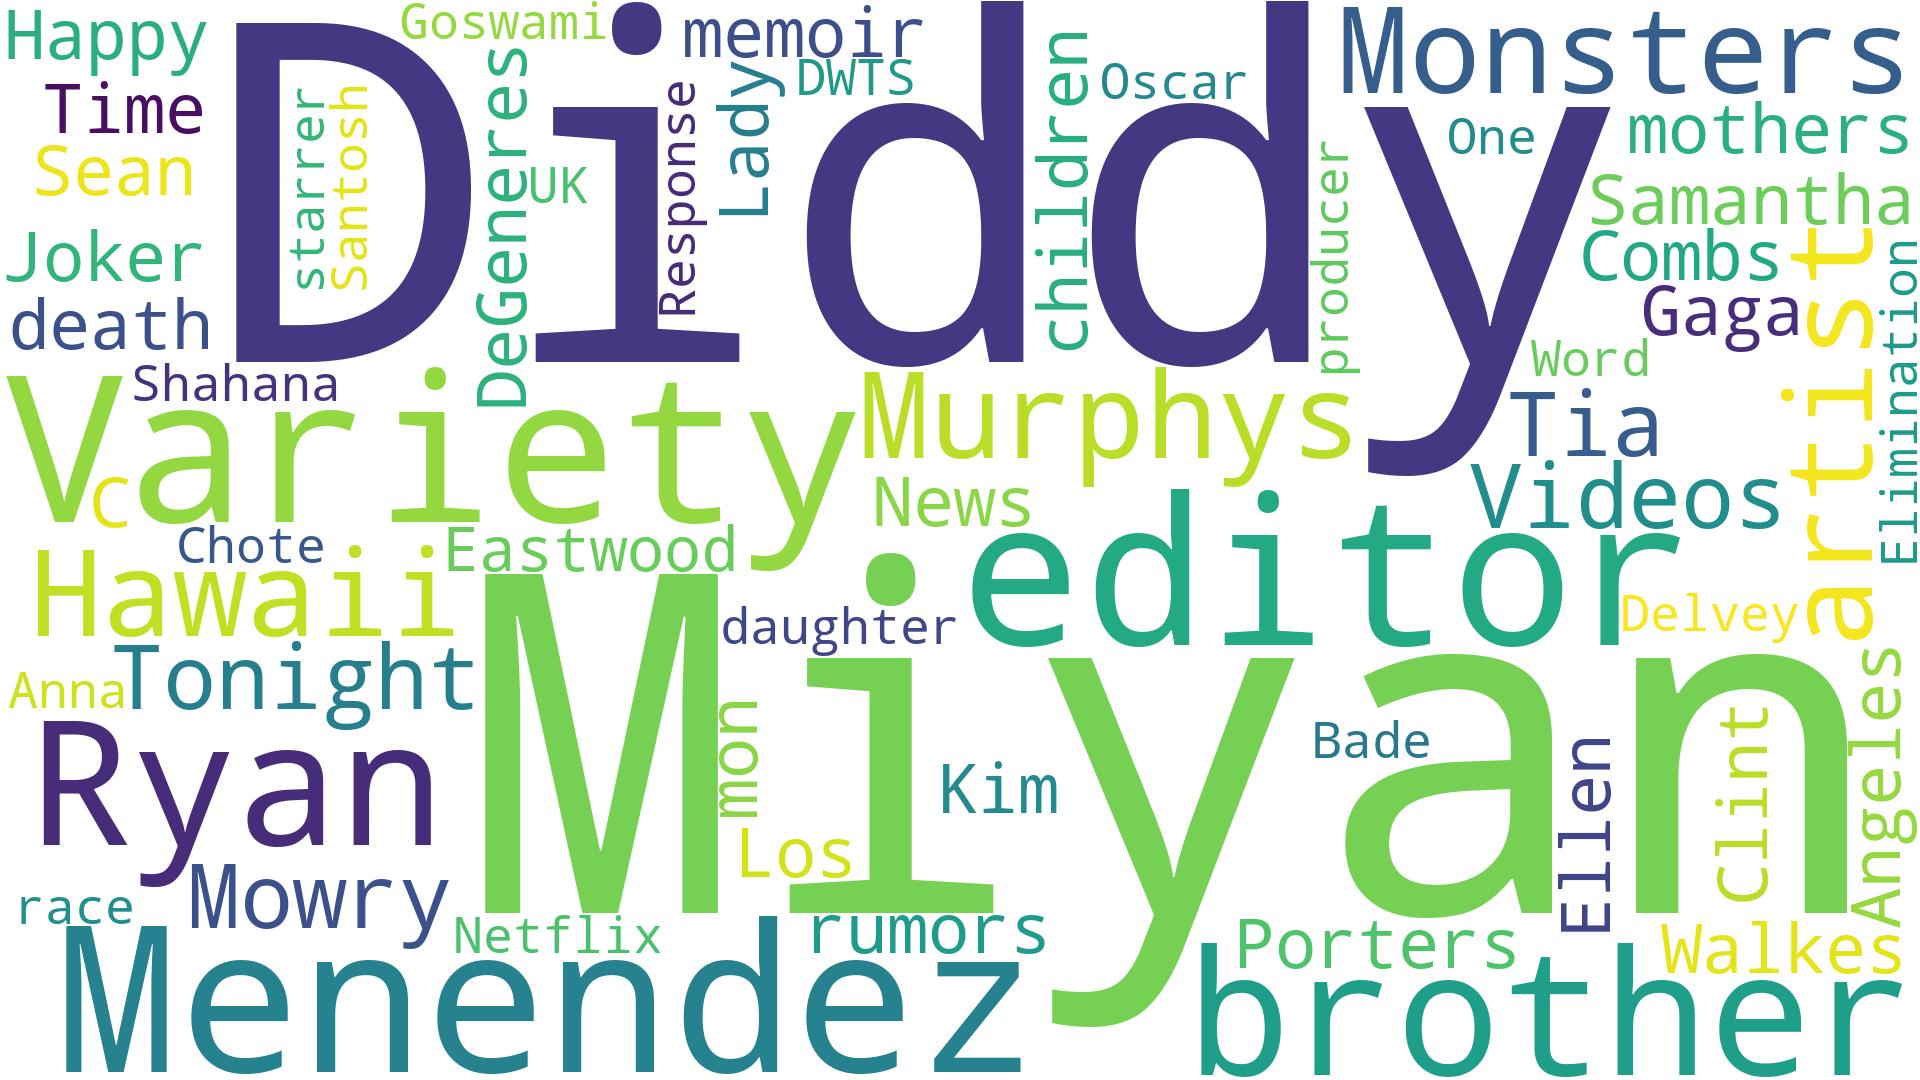 Happy
Goswami
memoir
Monsters
Diddy
Time
DWTS
Oscar
children
Lady
DeGeneres
Response
starrer
Santosh
UK
One
mothers
Sean
producer
Samantha
Joker
Combs
artist
Elimination
death
Gaga
Word
Shahana
Variety
Murphys
Tia
C
News
Videos
Chote
Eastwood
editor
Hawaii
Miyan
daughter
Delvey
Anna
Tonight
Angeles
mon
Ryan
Kim
Bade
Ellen
Clint
Los
Mowry
race
Netflix
rumors
Porters
Walkes
Menendez
brother